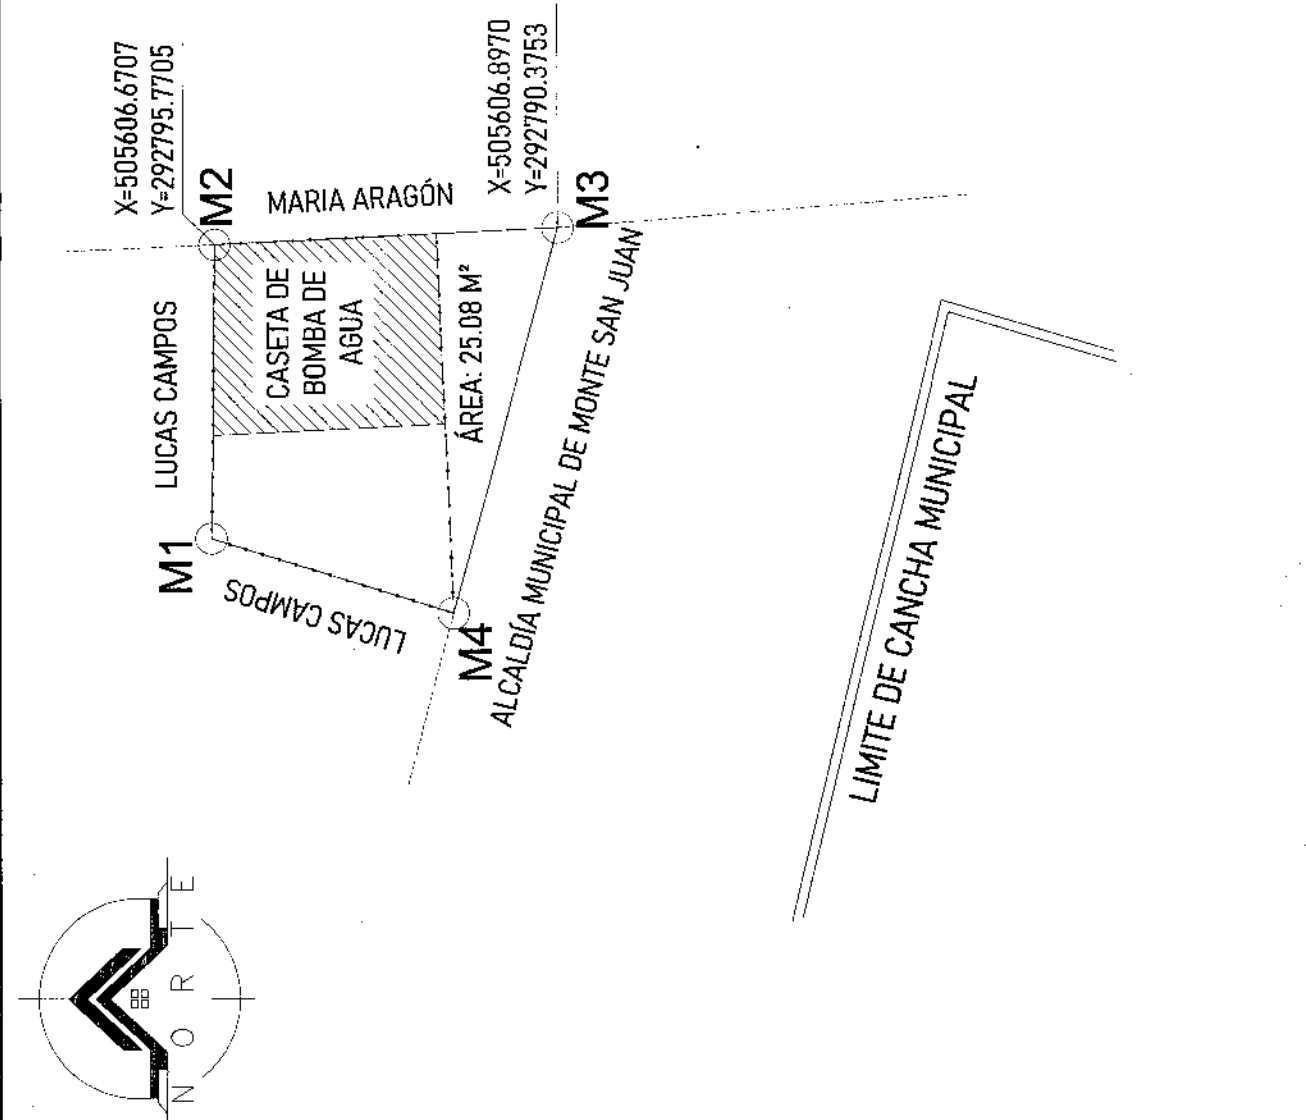 X=505606.6707
Y=292795.7705
M2
MARIA ARAGÓN
X=505606.8970
Y=292790.3753
M3
LUCAS CAMPOS
CASETA DE
BOMBA DE
AGUA
ÁREA: 25.08 M²
M1
LUCAS CAMPOS
M4
ALCALDÍA MUNICIPAL DE MONTE SAN JUAN
LIMITE DE CANCHA MUNICIPAL
NORTE